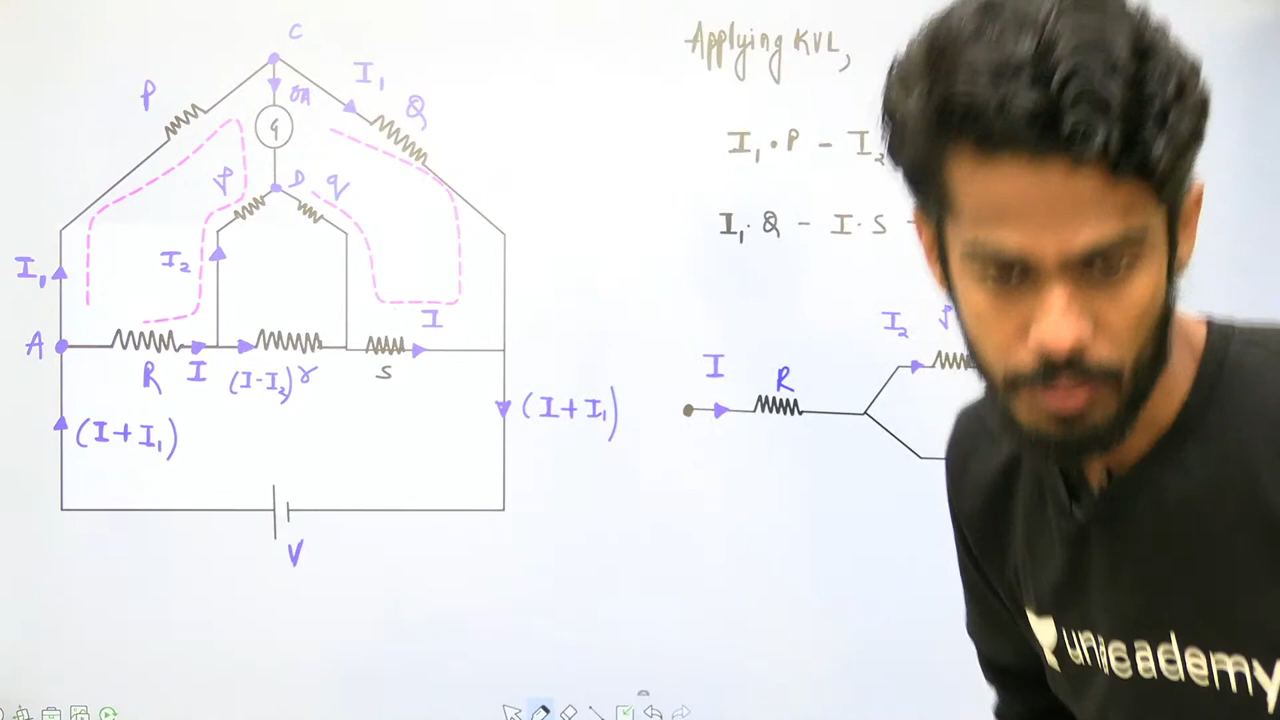 C
P
I₁
0A
Q
G
p
D
q
I₂
I₁
A
R
I
(I-I₂)
r
S
I
(I+I₁)
(I+I₁)
V
Applying KVL,
I₁·P - I₂
I₁·Q - I·S -
I₂
I
R
unacademy